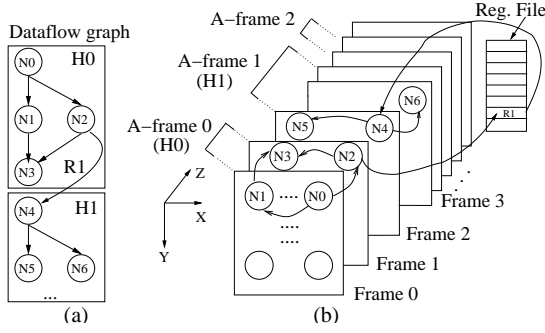 Dataflow graph
H0
N0
N1
N2
N3
R1
H1
N4
N5
N6
...
(a)
A-frame 2
A-frame 1
(H1)
A-frame 0
(H0)
Reg. File
R1
N6
N5
N4
N3
N2
N1
....
N0
....
....
Z
X
Y
Frame 3
Frame 2
Frame 1
Frame 0
(b)